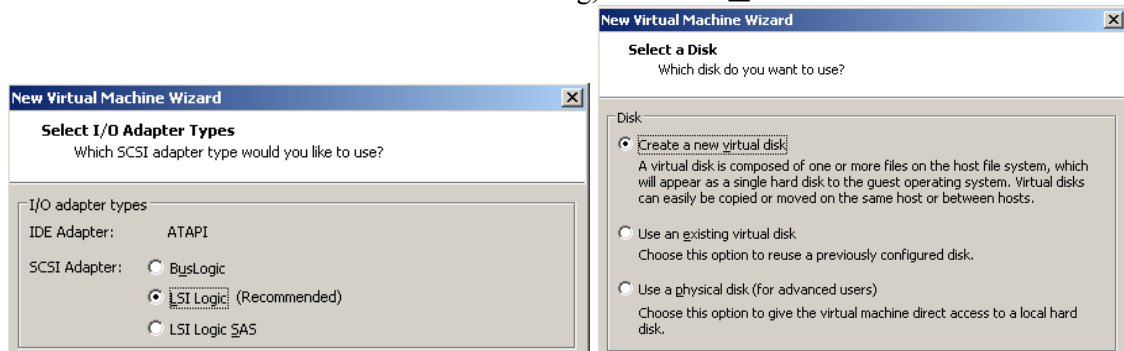 New Virtual Machine Wizard
Select I/O Adapter Types
Which SCSI adapter type would you like to use?
I/O adapter types
IDE Adapter: ATAPI
SCSI Adapter: BusLogic
LSI Logic (Recommended)
LSI Logic SAS
New Virtual Machine Wizard
Select a Disk
Which disk do you want to use?
Disk
Create a new virtual disk
A virtual disk is composed of one or more files on the host file system, which
will appear as a single hard disk to the guest operating system. Virtual disks
can easily be copied or moved on the same host or between hosts.
Use an existing virtual disk
Choose this option to reuse a previously configured disk.
Use a physical disk (for advanced users)
Choose this option to give the virtual machine direct access to a local hard
disk.